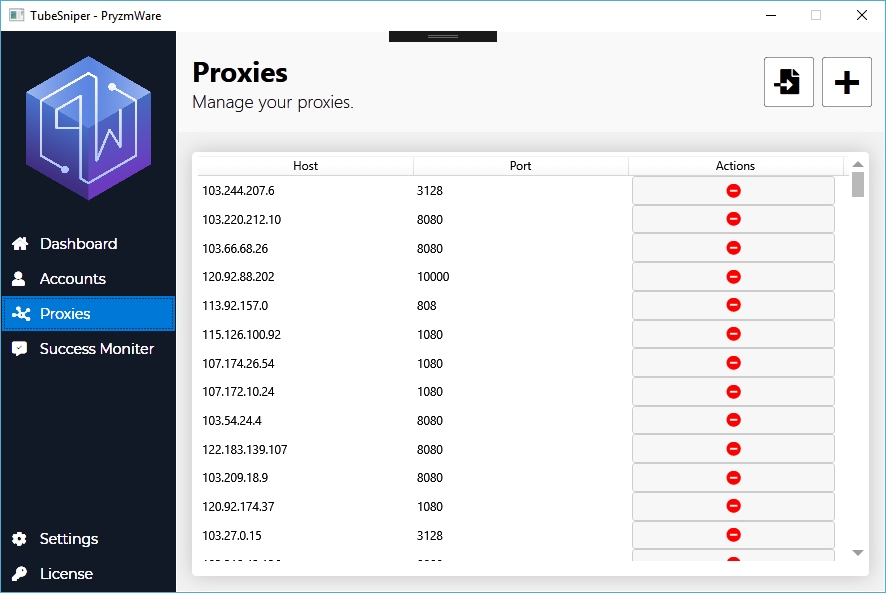 TubeSniper - PryzmWare
Proxies
Manage your proxies.
Dashboard
Accounts
Proxies
Success Moniter
Settings
License
Host Port Actions
103.244.207.6 3128
103.220.212.10 8080
103.66.68.26 8080
120.92.88.202 10000
113.92.157.0 808
115.126.100.92 1080
107.174.26.54 1080
107.172.10.24 1080
103.54.24.4 8080
122.183.139.107 8080
103.209.18.9 8080
120.92.174.37 1080
103.27.0.15 3128